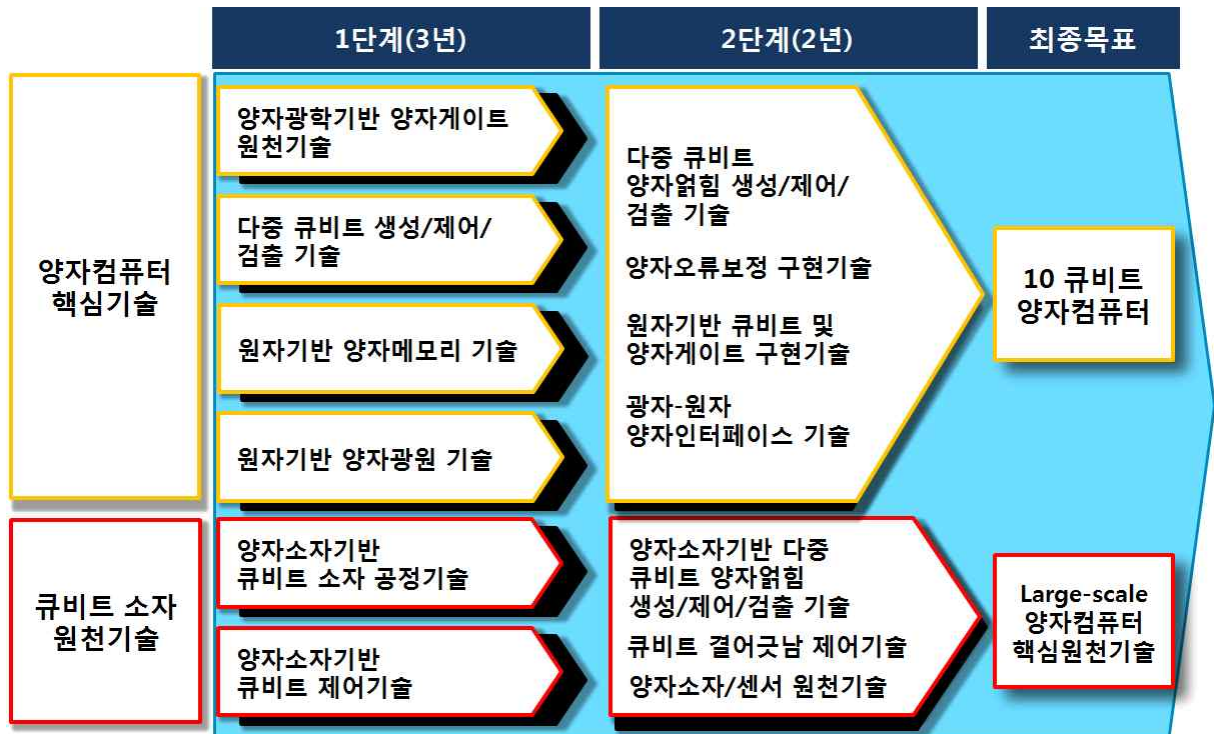 1단계(3년)
2단계(2년)
최종목표
양자컴퓨터
핵심기술
양자광학기반 양자게이트
원천기술
다중 큐비트 생성/제어/
검출 기술
원자기반 양자메모리 기술
원자기반 양자광원 기술
다중 큐비트
양자얽힘 생성/제어/
검출 기술
양자오류보정 구현기술
원자기반 큐비트 및
양자게이트 구현기술
광자-원자
양자인터페이스 기술
10 큐비트
양자컴퓨터
큐비트 소자
원천기술
양자소자기반
큐비트 소자 공정기술
양자소자기반
큐비트 제어기술
양자소자기반 다중
큐비트 양자얽힘
생성/제어/검출 기술
큐비트 결어긋남 제어기술
양자소자/센서 원천기술
Large-scale
양자컴퓨터
핵심원천기술